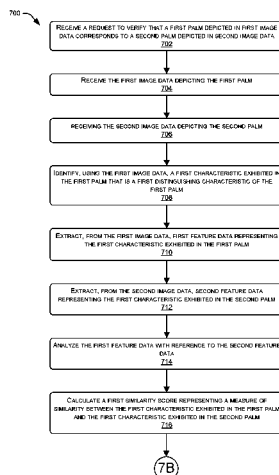 700
RECEIVE A REQUEST TO VERIFY THAT A FIRST PALM DEPICTED IN FIRST IMAGE
DATA CORRESPONDS TO A SECOND PALM DEPICTED IN SECOND IMAGE DATA
702
RECEIVE THE FIRST IMAGE DATA DEPICTING THE FIRST PALM
704
RECEIVING THE SECOND IMAGE DATA DEPICTING THE SECOND PALM
706
IDENTIFY, USING THE FIRST IMAGE DATA, A FIRST CHARACTERISTIC EXHIBITED IN
THE FIRST PALM THAT IS A FIRST DISTINGUISHING CHARACTERISTIC OF THE
FIRST PALM
708
EXTRACT, FROM THE FIRST IMAGE DATA, FIRST FEATURE DATA REPRESENTING
THE FIRST CHARACTERISTIC EXHIBITED IN THE FIRST PALM
710
EXTRACT, FROM THE SECOND IMAGE DATA, SECOND FEATURE DATA
REPRESENTING THE FIRST CHARACTERISTIC EXHIBITED IN THE SECOND PALM
712
ANALYZE THE FIRST FEATURE DATA WITH REFERENCE TO THE SECOND FEATURE
DATA
714
CALCULATE A FIRST SIMILARITY SCORE REPRESENTING A MEASURE OF
SIMILARITY BETWEEN THE FIRST CHARACTERISTIC EXHIBITED IN THE FIRST PALM
AND THE FIRST CHARACTERISTIC EXHIBITED IN THE SECOND PALM
716
7B